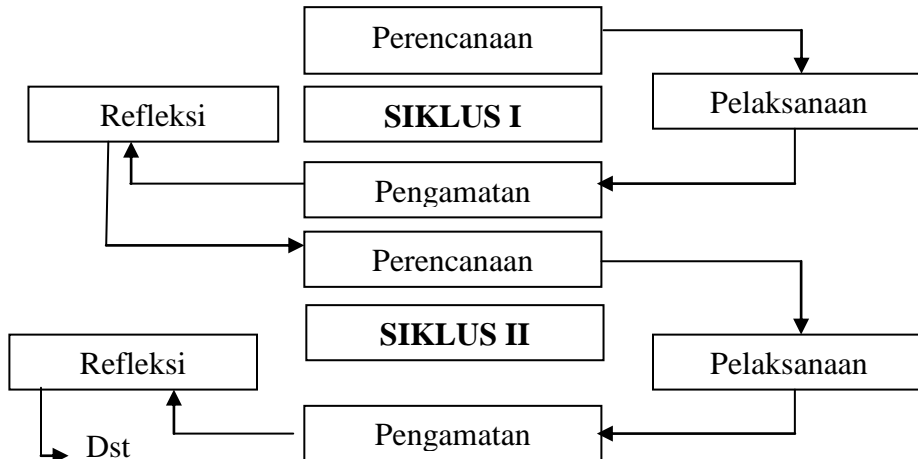 Perencanaan
Pelaksanaan
Refleksi
SIKLUS I
Pengamatan
Perencanaan
SIKLUS II
Refleksi
Pelaksanaan
Pengamatan
Dst